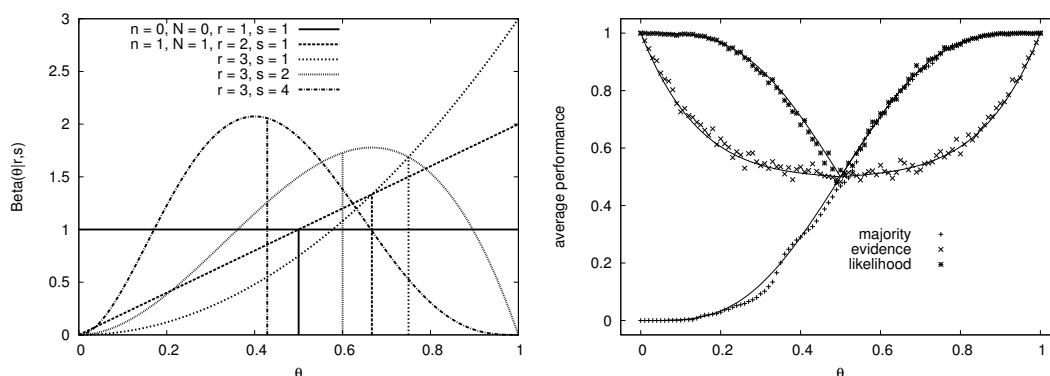 n = 0, N = 0, r = 1, s = 1
n = 1, N = 1, r = 2, s = 1
r = 3, s = 1
r = 3, s = 2
r = 3, s = 4
Beta(θ|r,s)
3
2.5
2
1.5
1
0.5
0
0 0.2 0.4 0.6 0.8 1
θ
average performance
1
0.8
0.6
0.4
0.2
0
majority
evidence
likelihood
0 0.2 0.4 0.6 0.8 1
θ